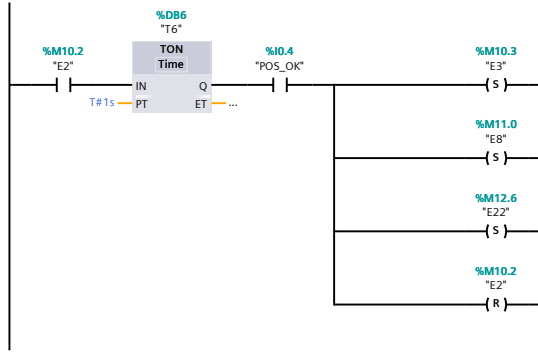 %DB6
"T6"
%M10.2
"E2"
TON
Time
%I0.4
"POS_OK"
%M10.3
"E3"
IN
Q
S
T#1s
PT
ET
...
%M11.0
"E8"
S
%M12.6
"E22"
S
%M10.2
"E2"
R